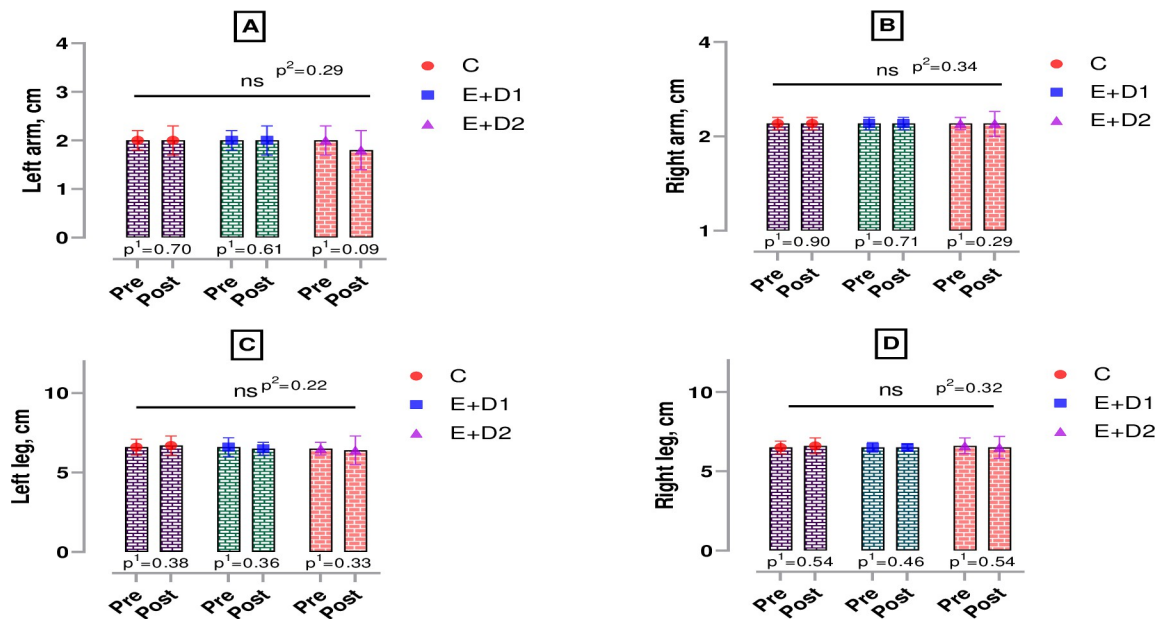 A
Left arm, cm
4
3
2
1
0
ns p²=0.29
C
E+D1
E+D2
p¹=0.70 p¹=0.61 p¹=0.09
Pre Post Pre Post Pre Post
B
Right arm, cm
4
2
1
ns p²=0.34
C
E+D1
E+D2
p¹=0.90 p¹=0.71 p¹=0.29
Pre Post Pre Post Pre Post
C
Left leg, cm
10
5
0
ns p²=0.22
C
E+D1
E+D2
p¹=0.38 p¹=0.36 p¹=0.33
Pre Post Pre Post Pre Post
D
Right leg, cm
10
5
0
ns p²=0.32
C
E+D1
E+D2
p¹=0.54 p¹=0.46 p¹=0.54
Pre Post Pre Post Pre Post